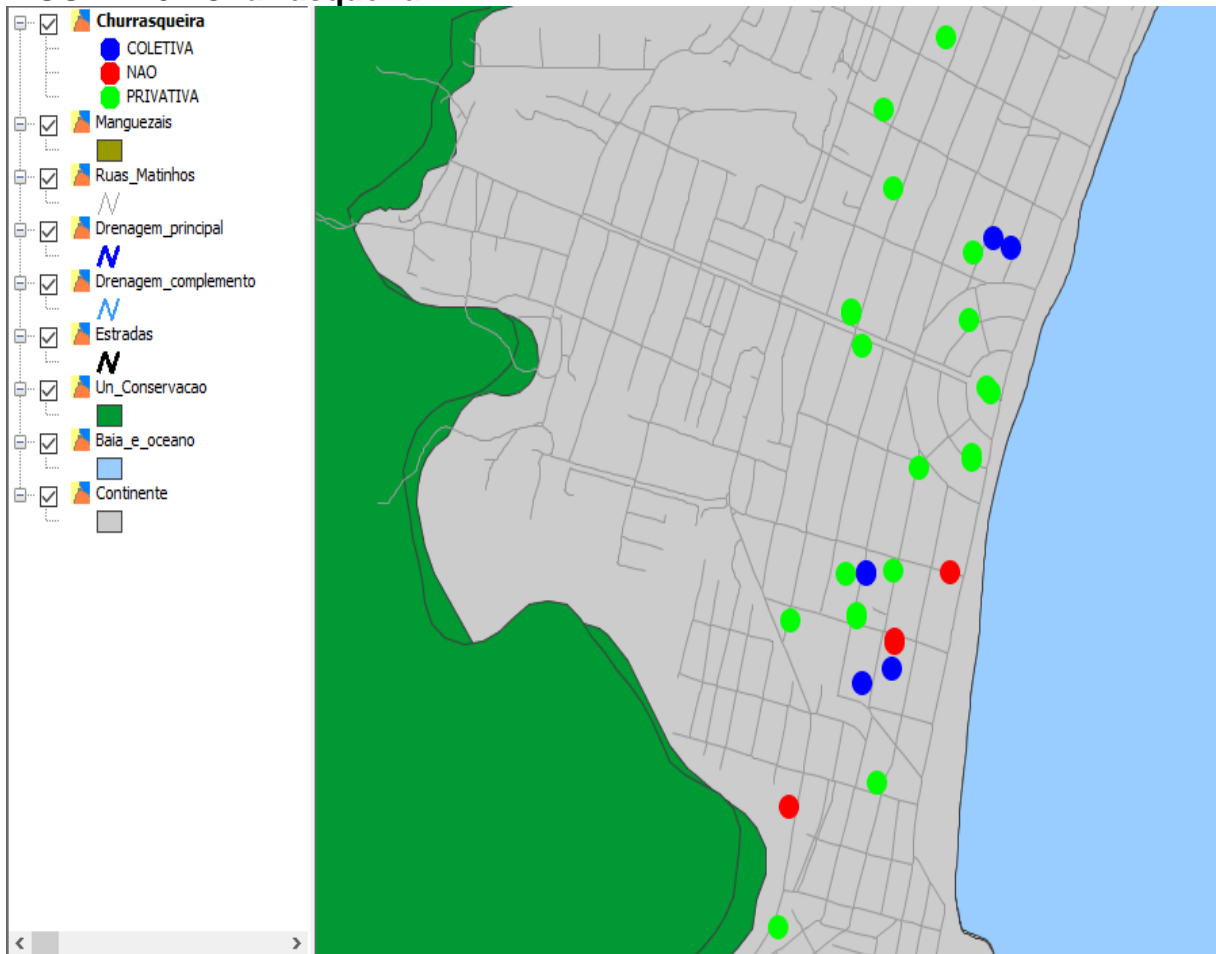 Churrasqueira
COLETIVA
NAO
PRIVATIVA
Manguezais
Ruas_Matinhos
Drenagem_principal
Drenagem_complemento
Estradas
Un_Conservacao
Baia_e_oceano
Continente